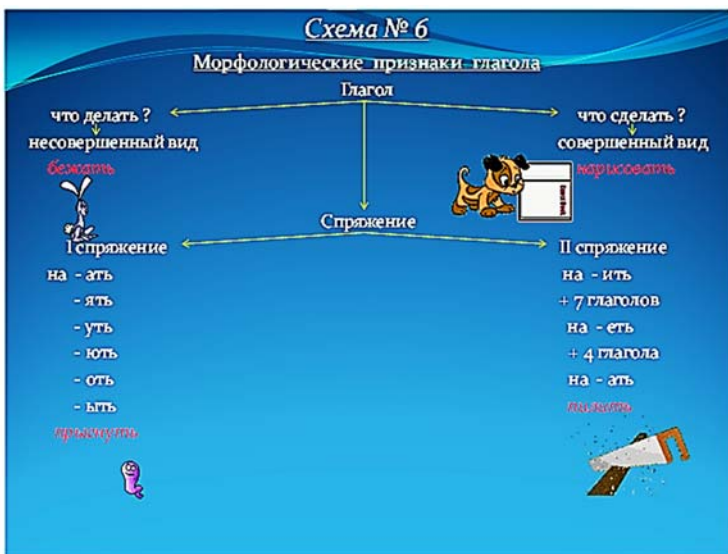 Схема № 6
Морфологические признаки глагола
Глагол
что делать ?
несовершенный вид
бежать
что сделать ?
совершенный вид
нарисовать
Спряжение
I спряжение
на - ать
- ять
- уть
- ють
- оть
- ыть
II спряжение
на - ить
+ 7 глаголов
на - еть
+ 4 глагола
на - ать